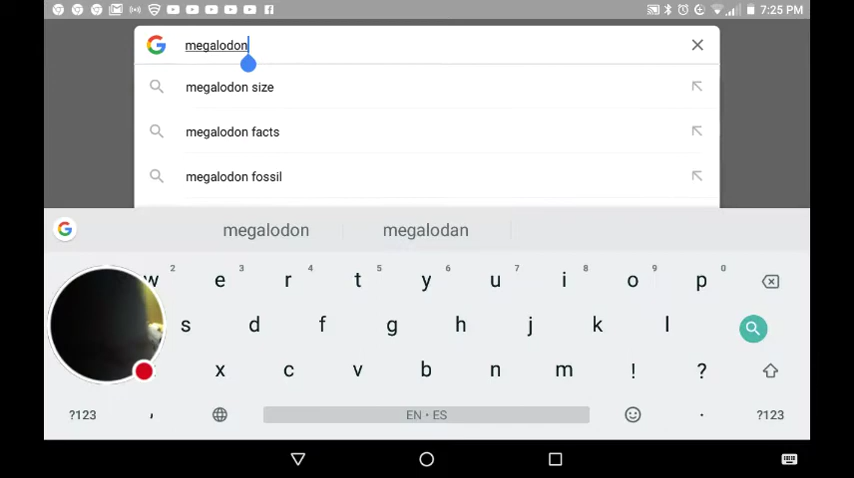 7:25 PM
megalodon
megalodon size
megalodon facts
megalodon fossil
megalodon megalodan
w 2 e 3 r 4 t 5 y 6 u 7 i 8 o 9 p 0
s d f g h j k l
x c v b n m ! ?
?123 , EN • ES . ?123